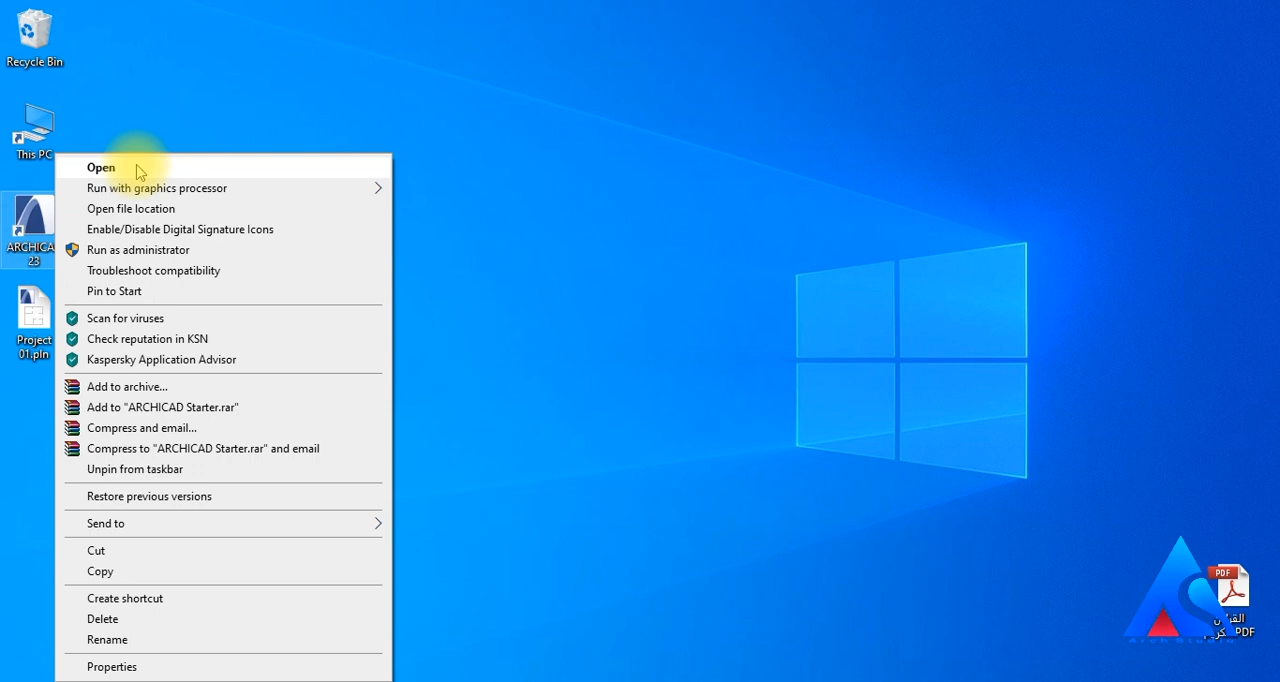 Recycle Bin
This PC
ARCHICA
23
Project
01.pln
Open
Run with graphics processor
Open file location
Enable/Disable Digital Signature Icons
Run as administrator
Troubleshoot compatibility
Pin to Start
Scan for viruses
Check reputation in KSN
Kaspersky Application Advisor
Add to archive...
Add to "ARCHICAD Starter.rar"
Compress and email...
Compress to "ARCHICAD Starter.rar" and email
Unpin from taskbar
Restore previous versions
Send to
Cut
Copy
Create shortcut
Delete
Rename
Properties
PDF
PDF